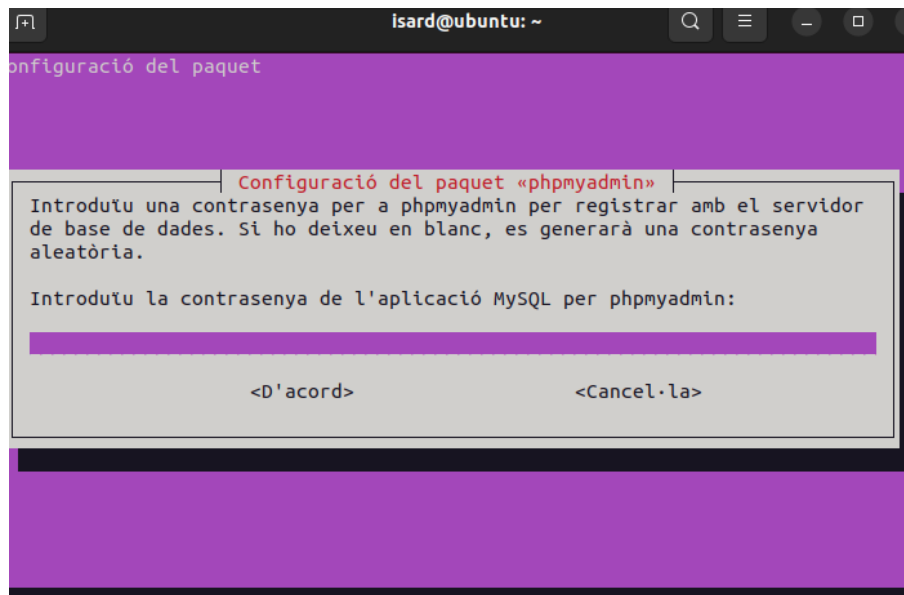 isard@ubuntu: ~
onfiguració del paquet
Configuració del paquet «phpmyadmin»
Introduïu una contrasenya per a phpmyadmin per registrar amb el servidor
de base de dades. Si ho deixeu en blanc, es generarà una contrasenya
aleatòria.
Introduïu la contrasenya de l'aplicació MySQL per phpmyadmin:
<D'acord>
<Cancel·la>